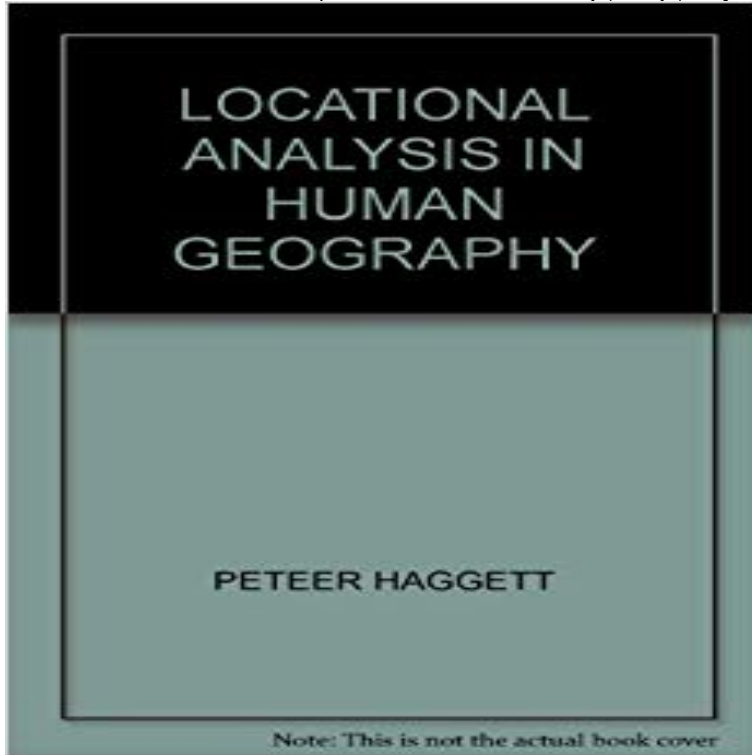 LOCATIONAL
ANALYSIS IN
HUMAN
GEOGRAPHY
PETEER HAGGETT
Note: This is not the actual book cover